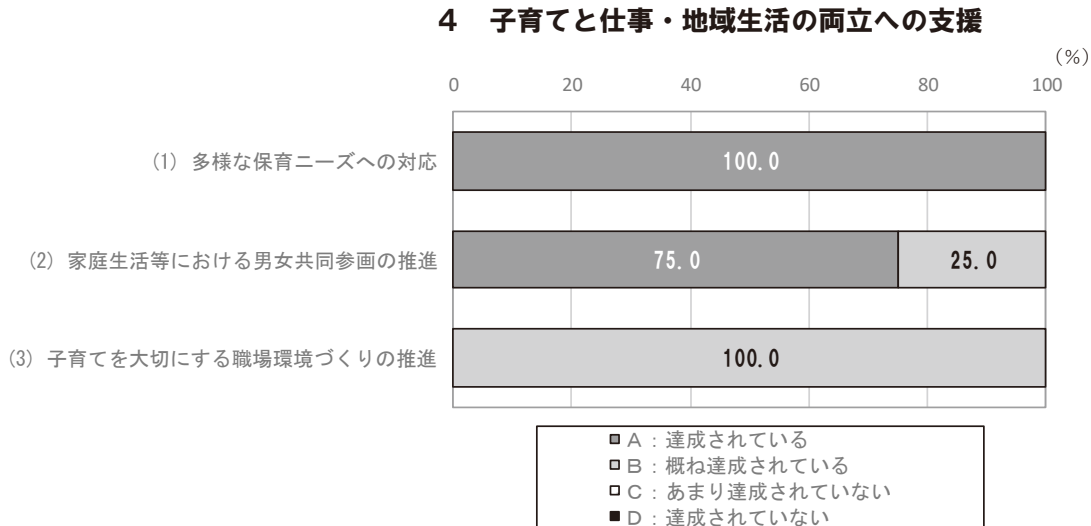 4 子育てと仕事・地域生活の両立への支援
(%)
0 20 40 60 80 100
(1) 多様な保育ニーズへの対応 100.0
(2) 家庭生活等における男女共同参画の推進 75.0 25.0
(3) 子育てを大切にする職場環境づくりの推進 100.0
A：達成されている
B：概ね達成されている
C：あまり達成されていない
D：達成されていない